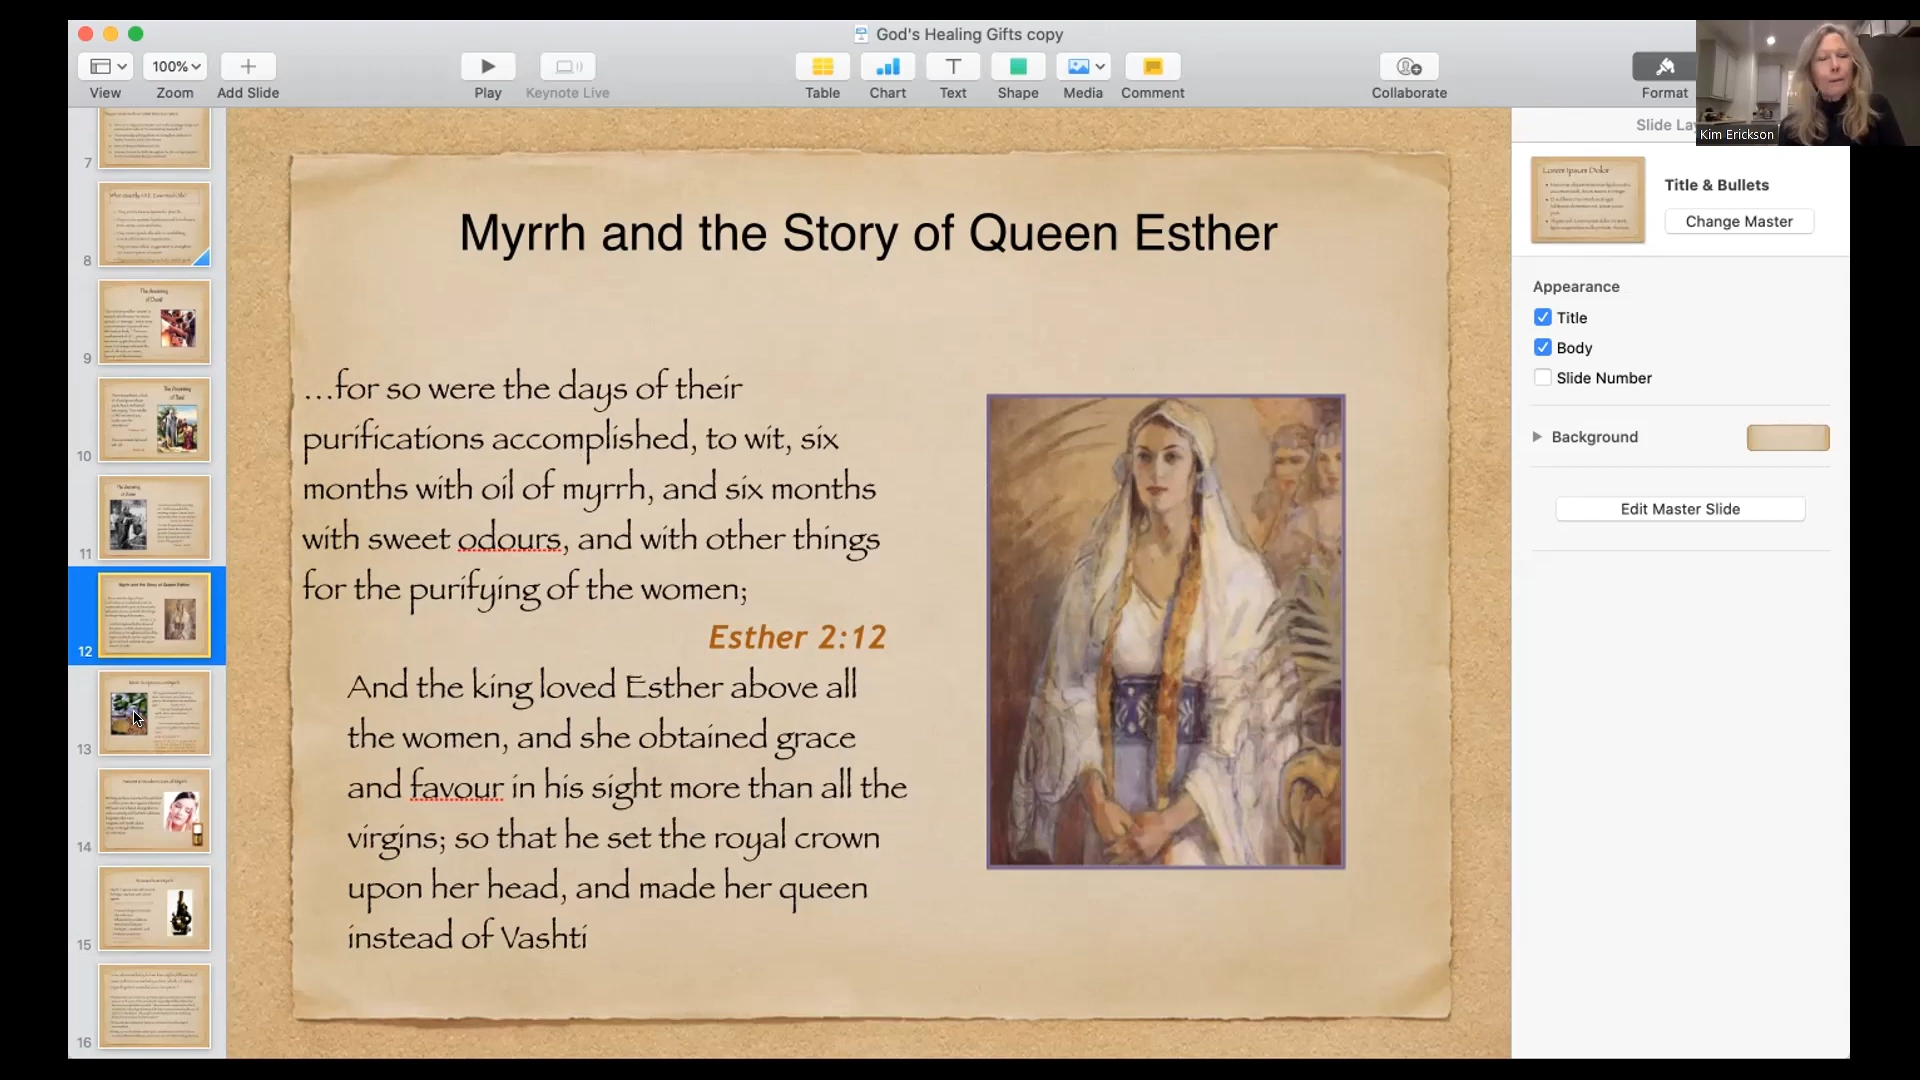 God's Healing Gifts copy
View
100%
Zoom
Add Slide
Play
Keynote Live
Table
Chart
T
Text
Shape
Media
Comment
Collaborate
Format
Kim Erickson
Slide La
Title & Bullets
Change Master
Appearance
Title
Body
Slide Number
Background
Edit Master Slide
7
8
9
10
11
12
13
14
15
16
Lorem Ipsum Dolor
Myrrh and the Story of Queen Esther
...for so were the days of their
purifications accomplished, to wit, six
months with oil of myrrh, and six months
with sweet odours, and with other things
for the purifying of the women;
Esther 2:12
And the king loved Esther above all
the women, and she obtained grace
and favour in his sight more than all the
virgins; so that he set the royal crown
upon her head, and made her queen
instead of Vashti